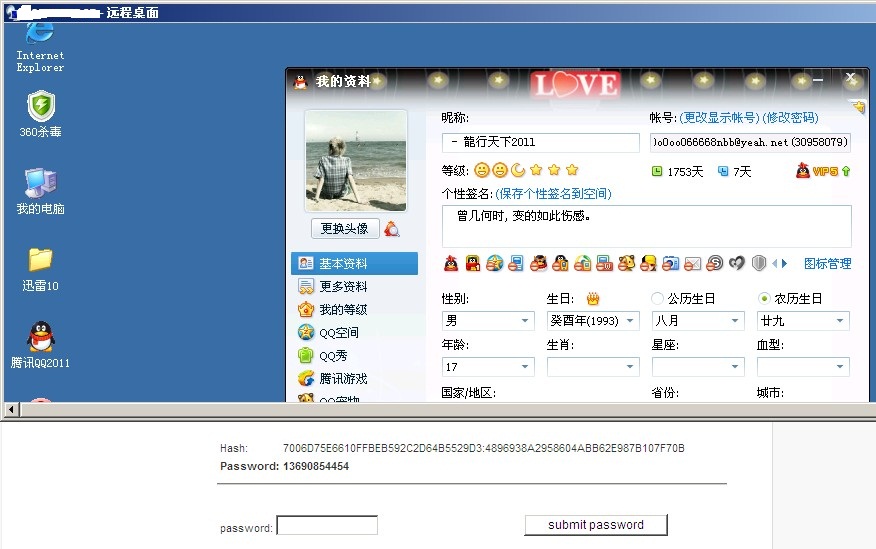 - 远程桌面
Internet
Explorer
360杀毒
我的电脑
迅雷10
腾讯QQ2011
我的资料
LOVE
更换头像
基本资料
更多资料
我的等级
QQ空间
QQ秀
腾讯游戏
QQ宠物
昵称:
帐号: (更改显示帐号) (修改密码)
- 龍行天下2011
)o0oo066668nbb@yeah.net (30958079)
等级:
1753天
7天
VIP5
个性签名: (保存个性签名到空间)
曾几何时, 变的如此伤感。
图标管理
性别:
生日:
公历生日
农历生日
男
癸酉年(1993)
八月
廿九
年龄:
生肖:
星座:
血型:
17
国家/地区:
省份:
城市:
Hash: 7006D75E6610FFBEB592C2D64B5529D3:4896938A2958604ABB62E987B107F70B
Password: 13690854454
password:
submit password